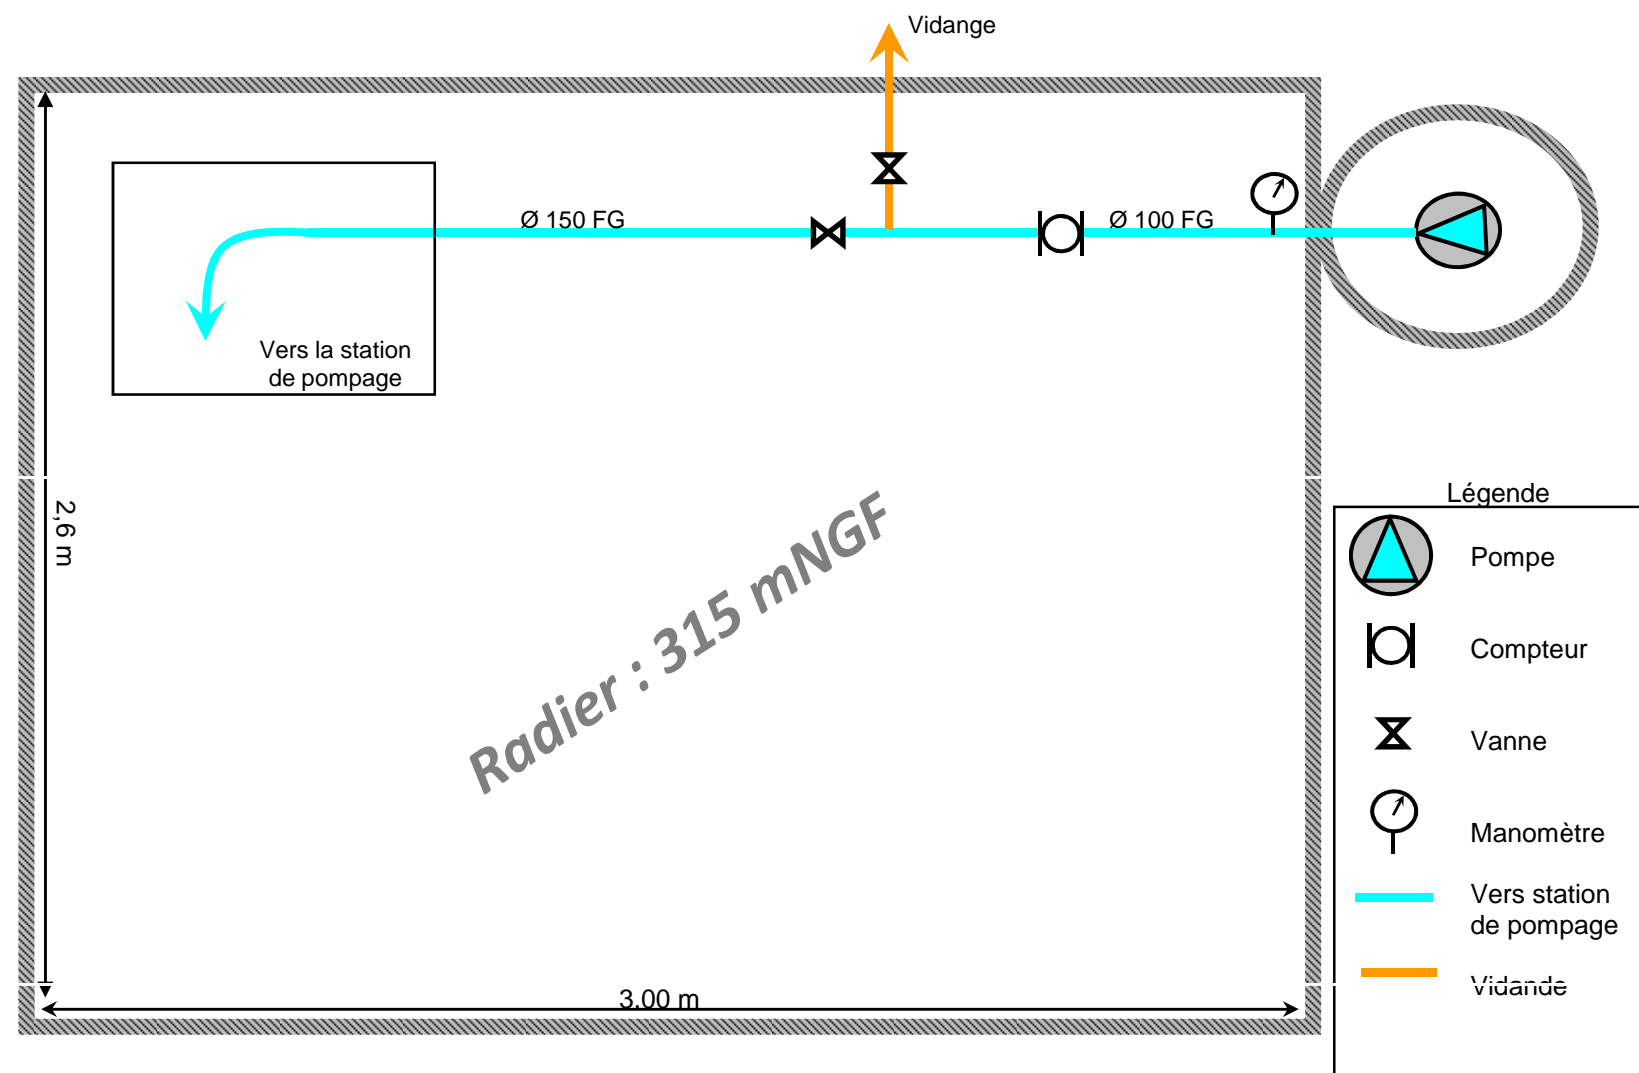 Vidange
Ø 150 FG
Ø 100 FG
Vers la station
de pompage
2,6 m
Radier : 315 mNGF
3.00 m
Légende
Pompe
Compteur
Vanne
Manomètre
Vers station
de pompage
Vidande